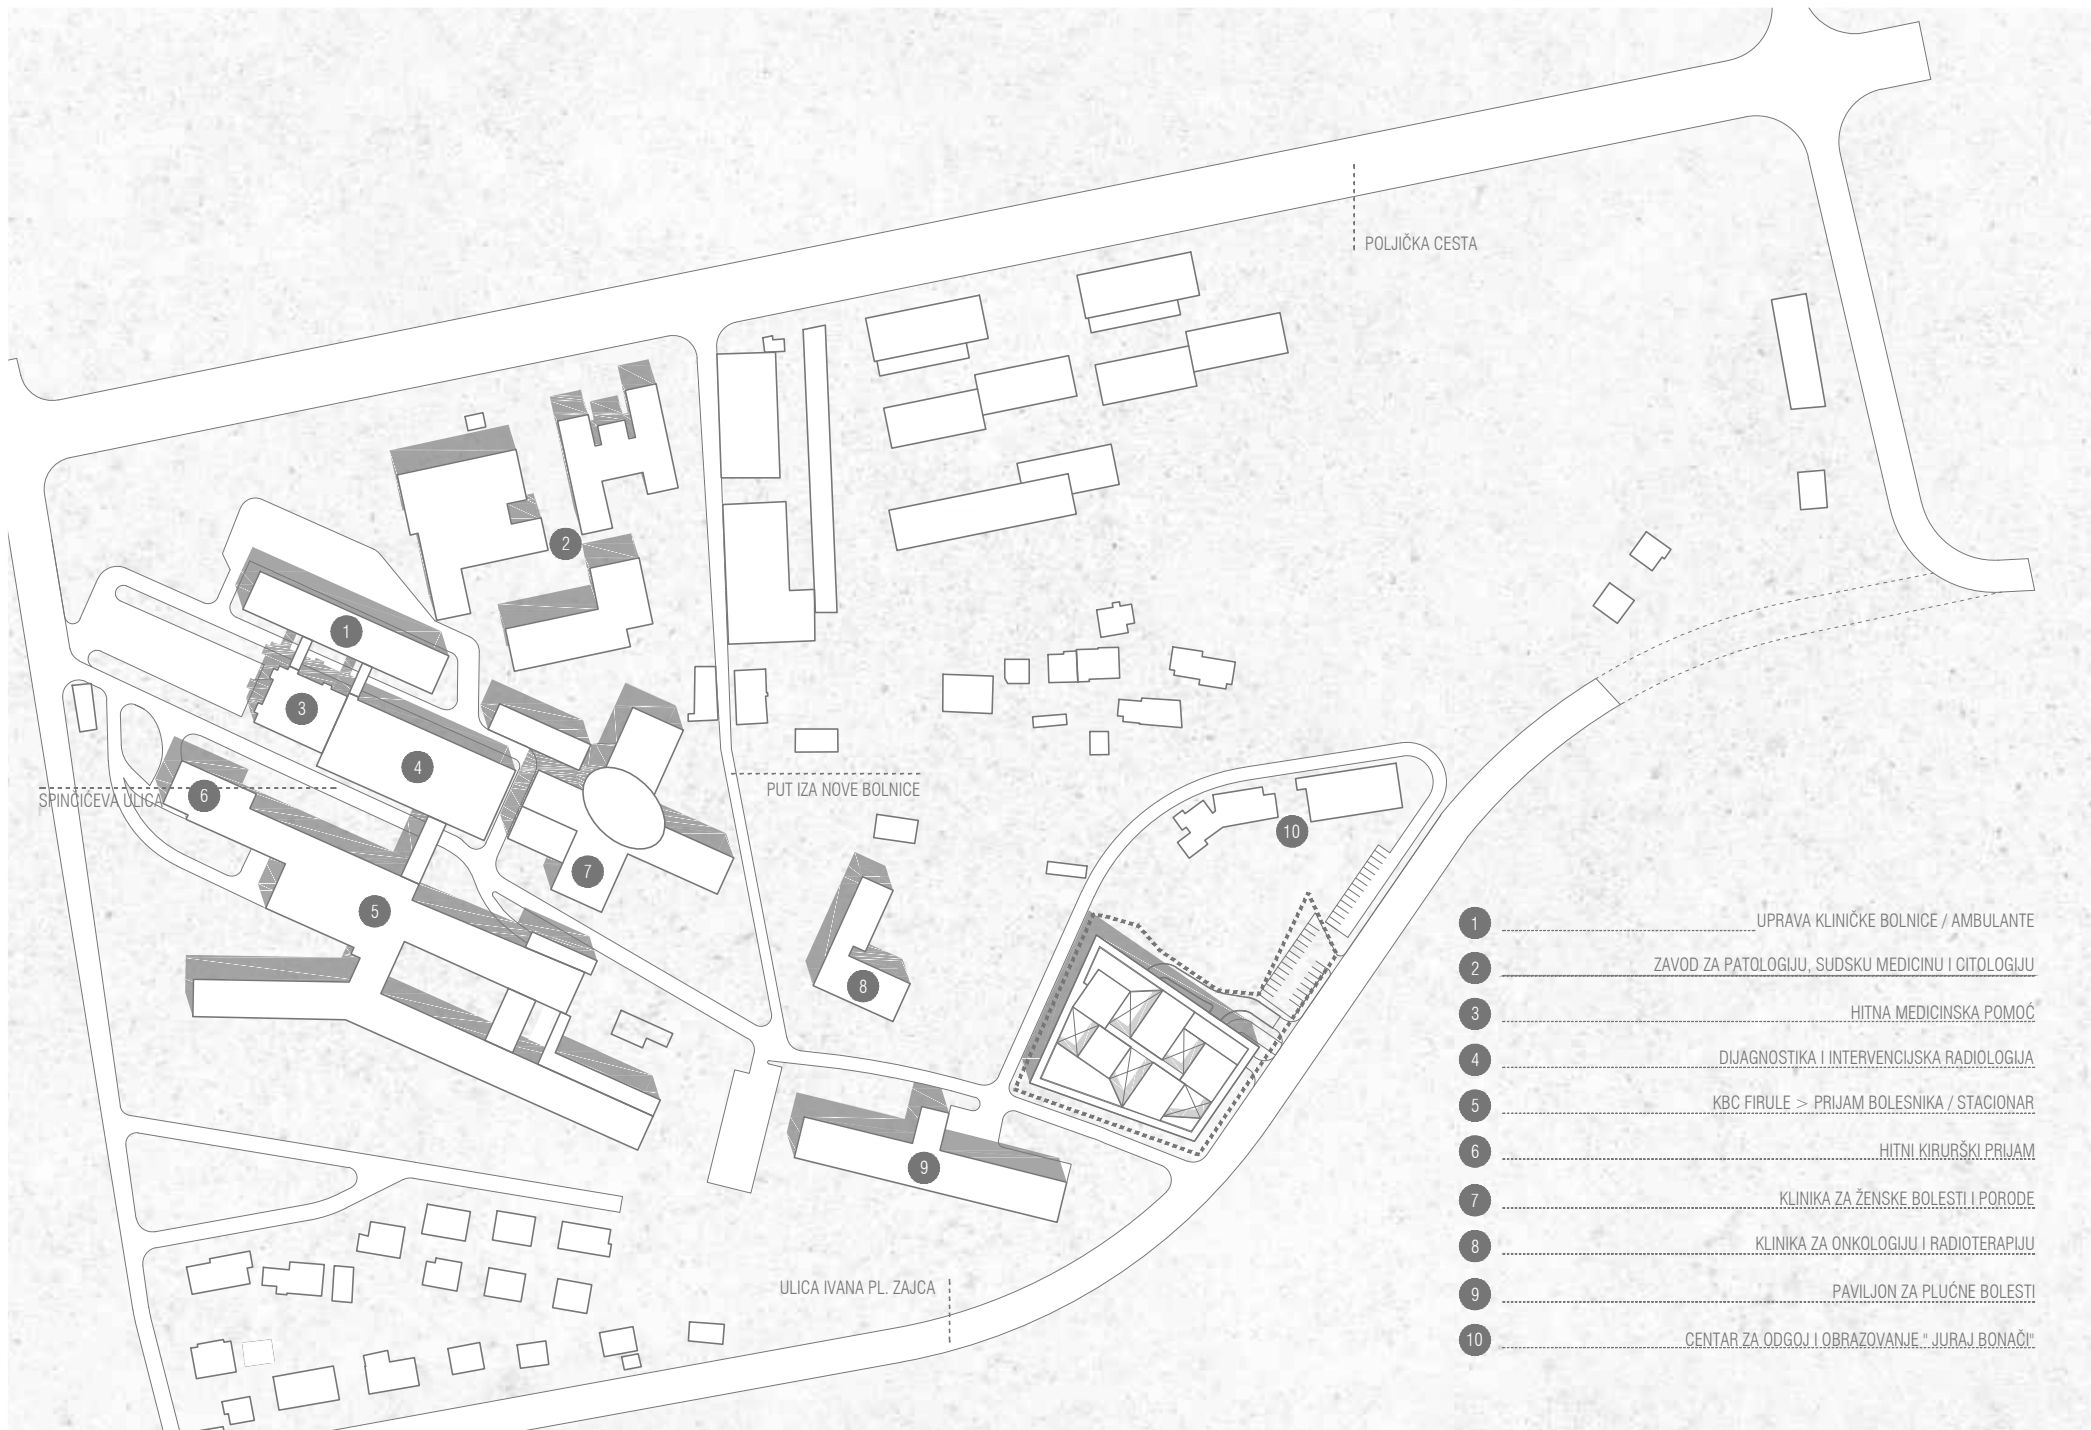 POLJIČKA CESTA
2
1
3
4
SPINČIĆEVA ULICA
6
PUT IZA NOVE BOLNICE
10
7
5
8
9
ULICA IVANA PL. ZAJCA
1 UPRAVA KLINIČKE BOLNICE / AMBULANTE
2 ZAVOD ZA PATOLOGIJU, SUDSKU MEDICINU I CITOLOGIJU
3 HITNA MEDICINSKA POMOĆ
4 DIJAGNOSTIKA I INTERVENCIJSKA RADIOLOGIJA
5 KBC FIRULE > PRIJAM BOLESNIKA / STACIONAR
6 HITNI KIRURŠKI PRIJAM
7 KLINIKA ZA ŽENSKE BOLESTI I PORODE
8 KLINIKA ZA ONKOLOGIJU I RADIOTERAPIJU
9 PAVILJON ZA PLUĆNE BOLESTI
10 CENTAR ZA ODGOJ I OBRAZOVANJE " JURAJ BONAČI"